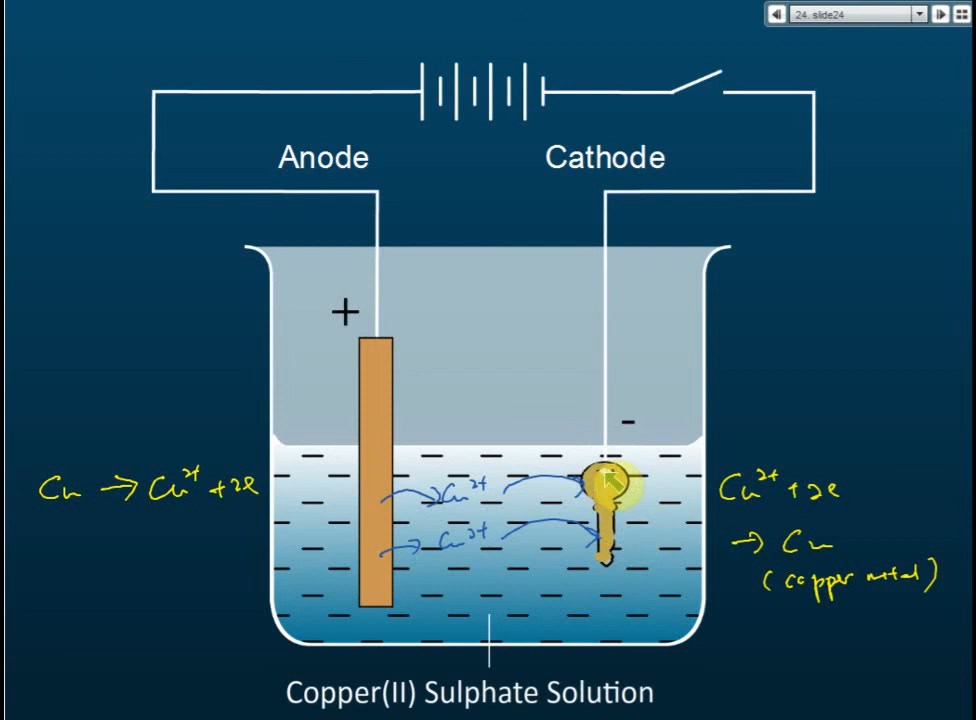 24. slide24
Anode
Cathode
+
-
Cu → Cu²⁺ + 2e
Cu²⁺
Cu²⁺
Cu²⁺ + 2e
→ Cu
(copper metal)
Copper(II) Sulphate Solution